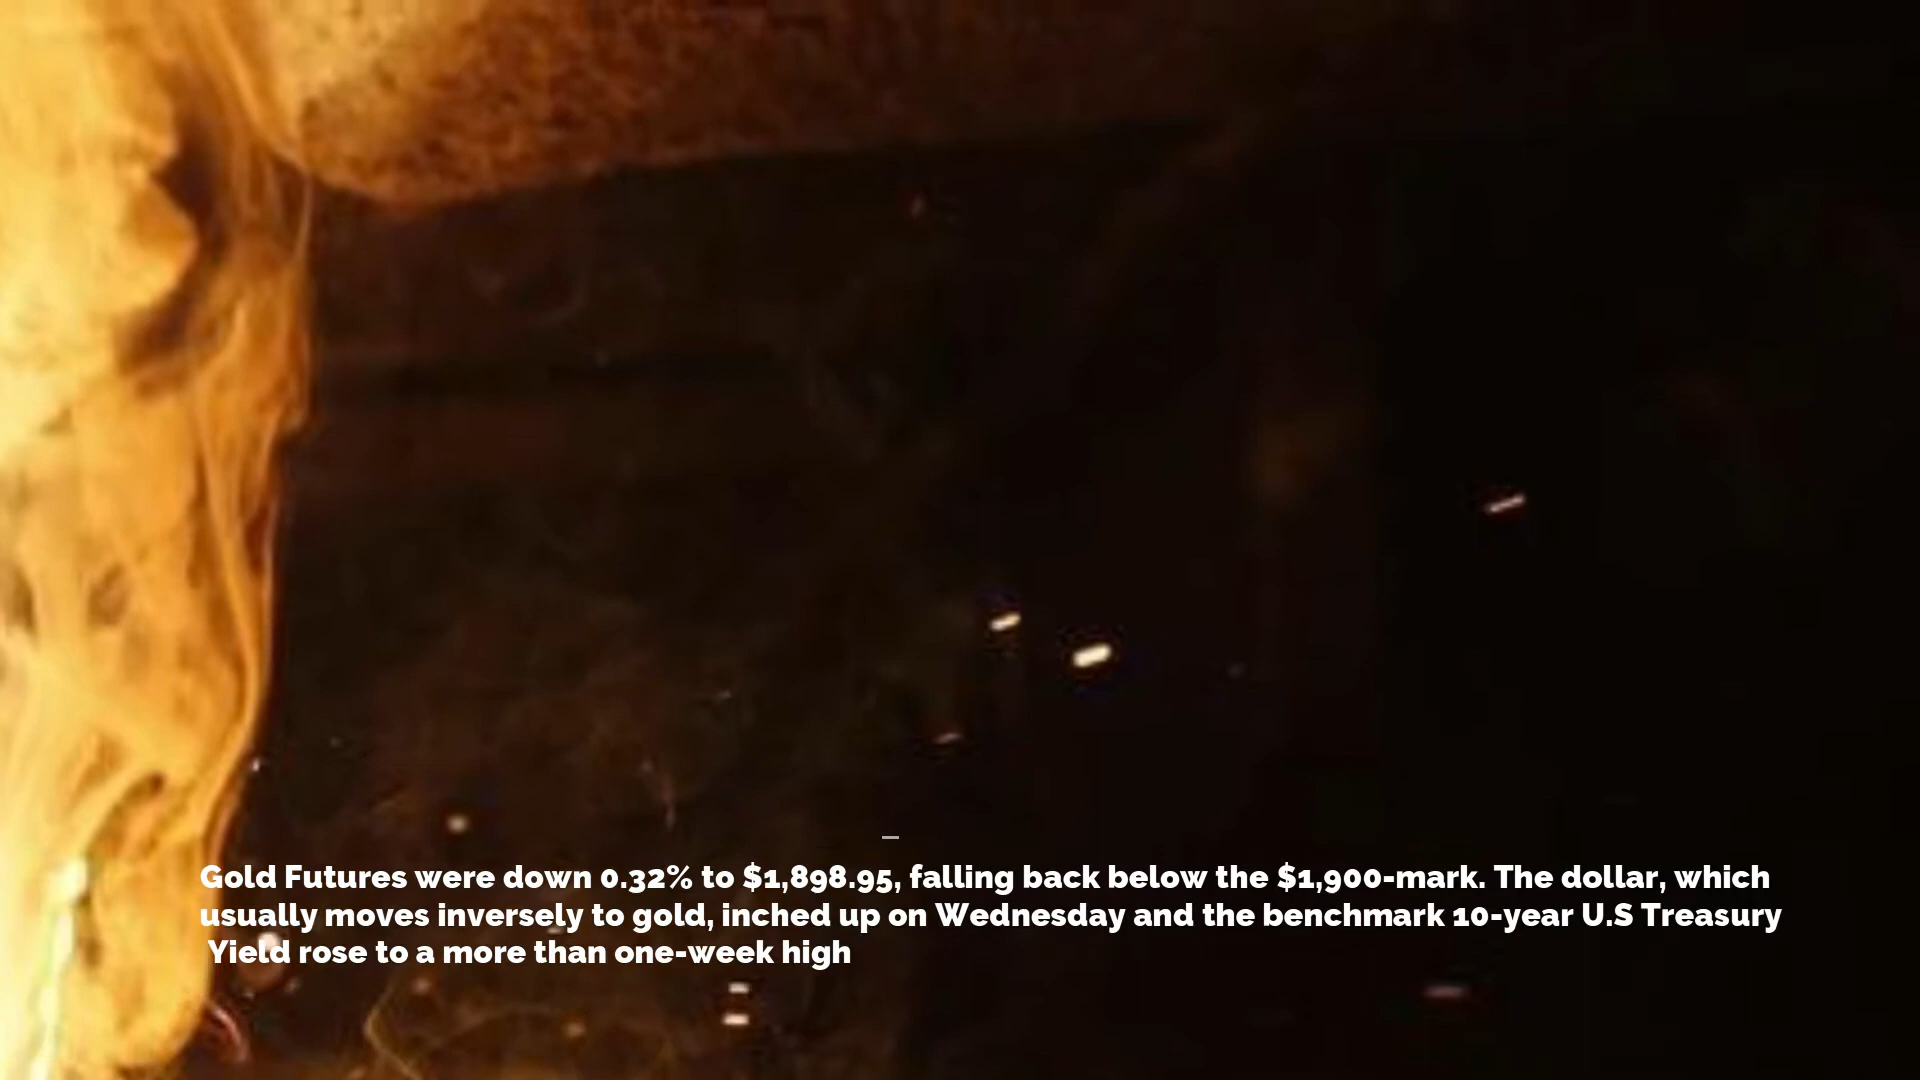 Gold Futures were down 0.32% to $1,898.95, falling back below the $1,900-mark. The dollar, which
usually moves inversely to gold, inched up on Wednesday and the benchmark 10-year U.S Treasury
Yield rose to a more than one-week high